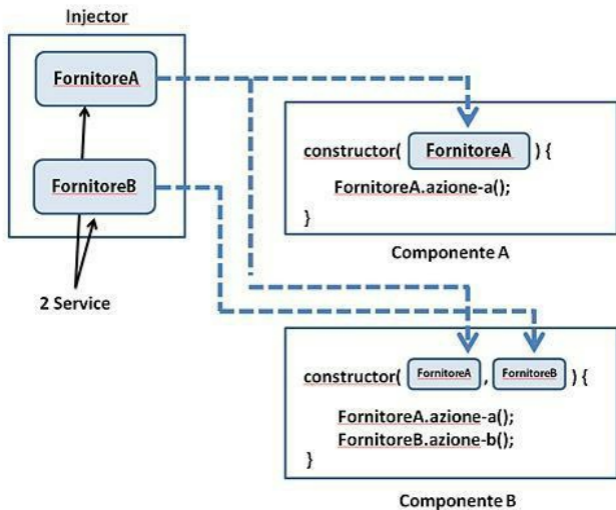 Injector
FornitoreA
FornitoreB
2 Service
constructor( FornitoreA ) {
FornitoreA.azione-a();
}
Componente A
constructor( FornitoreA , FornitoreB ) {
FornitoreA.azione-a();
FornitoreB.azione-b();
}
Componente B